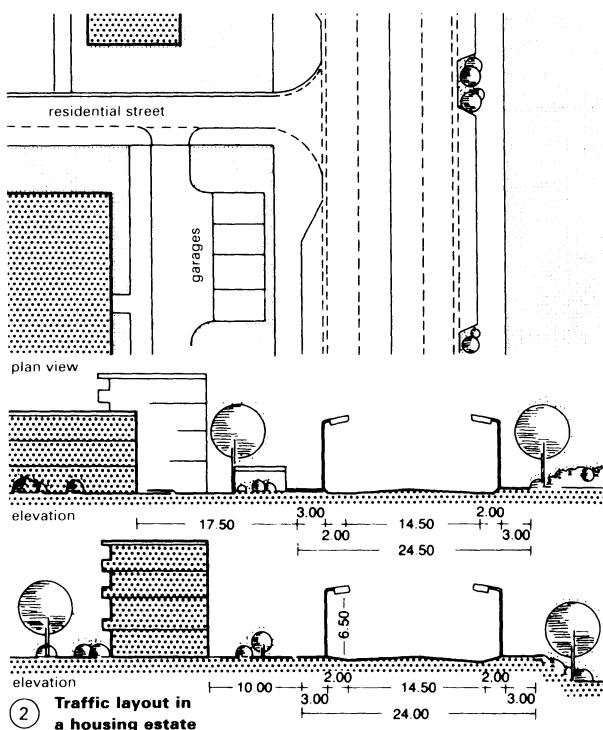 residential street
garages
plan view
elevation
17.50
3.00
2.00
14.50
2.00
3.00
24.50
6.50
elevation
10.00
3.00
2.00
14.50
2.00
3.00
24.00
2 Traffic layout in
a housing estate